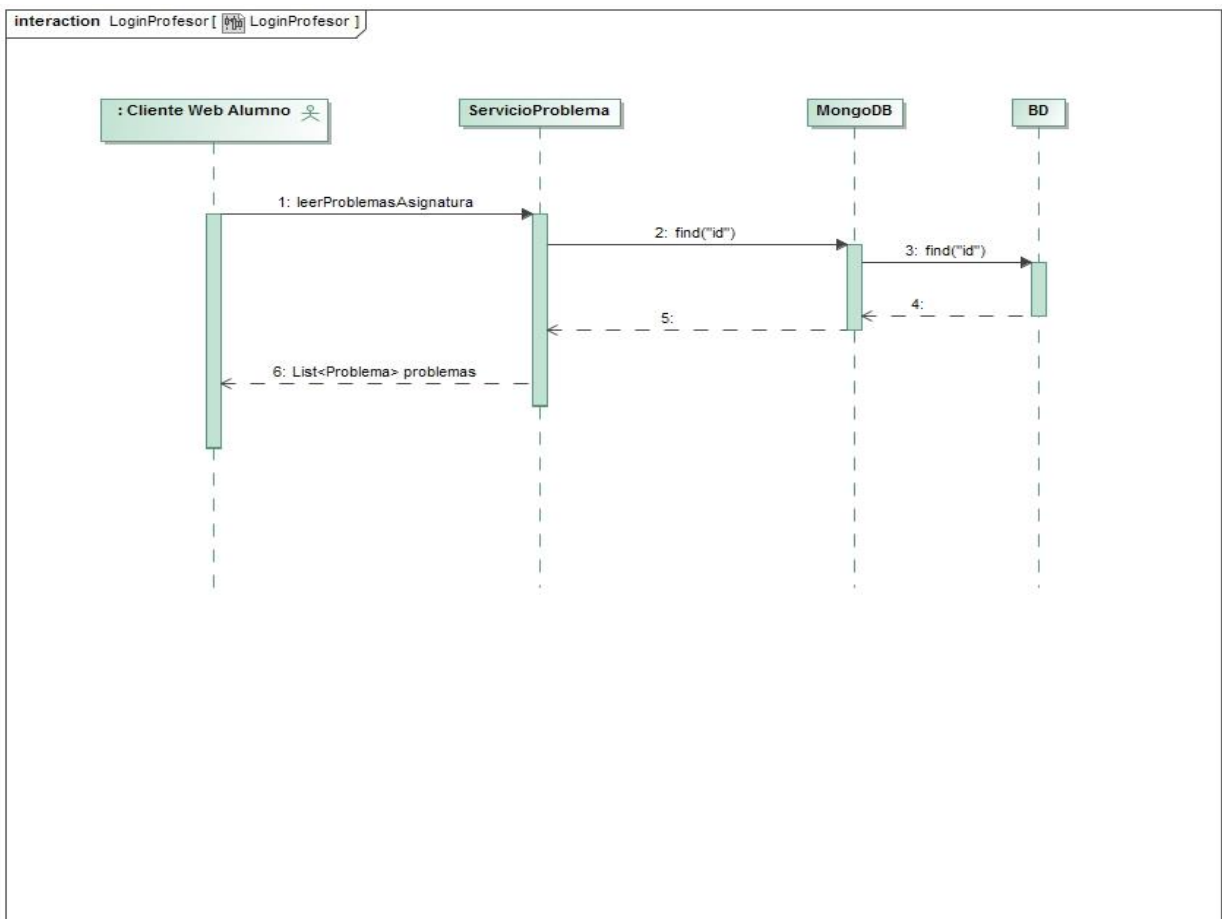 interaction LoginProfesor [ LoginProfesor ]
: Cliente Web Alumno
ServicioProblema
MongoDB
BD
1: leerProblemasAsignatura
2: find("id")
3: find("id")
4:
5:
6: List<Problema> problemas